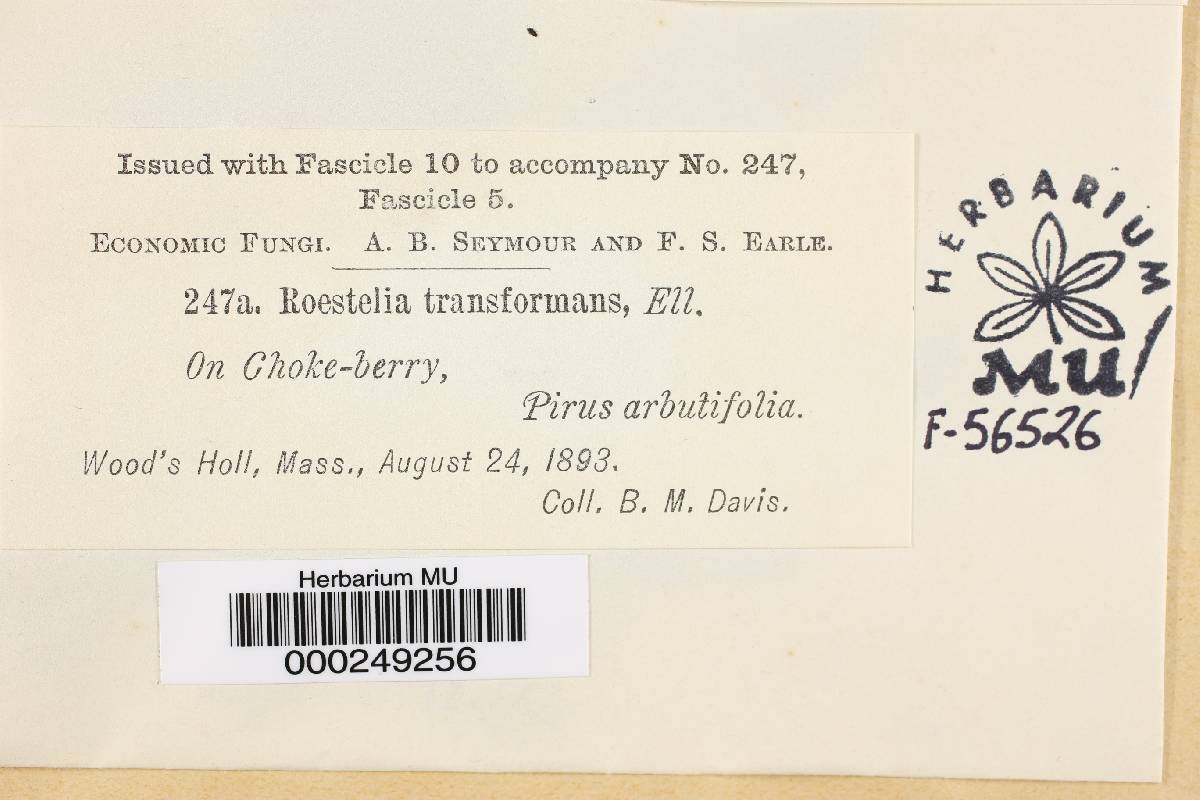 Issued with Fascicle 10 to accompany No. 247,
Fascicle 5.
ECONOMIC FUNGI. A. B. SEYMOUR AND F. S. EARLE.
247a. Roestelia transformans, Ell.
On Choke-berry,
Pirus arbutifolia.
Wood's Holl, Mass., August 24, 1893.
Coll. B. M. Davis.
HERBARIUM
MU/
F-56526
Herbarium MU
000249256